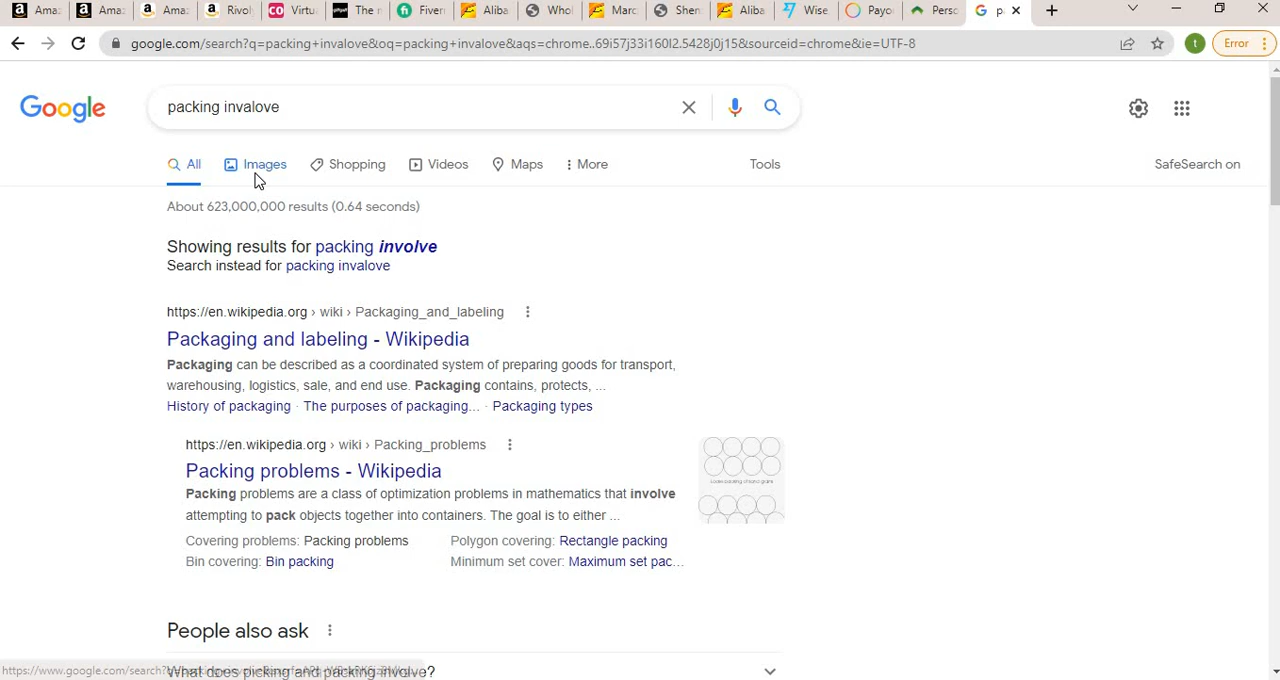 Ama
Ama
Ama
Rivol
Virtu
The r
Fiverr
Aliba
Whol
Marc
Shen
Aliba
Wise
Payo
Perso
p
google.com/search?q=packing+invalove&oq=packing+invalove&aqs=chrome..69i57j33i160l2.5428j0j15&sourceid=chrome&ie=UTF-8
t
Error
Google
packing invalove
All
Images
Shopping
Videos
Maps
More
Tools
SafeSearch on
About 623,000,000 results (0.64 seconds)
Showing results for packing involve
Search instead for packing invalove
https://en.wikipedia.org › wiki › Packaging_and_labeling
Packaging and labeling - Wikipedia
Packaging can be described as a coordinated system of preparing goods for transport,
warehousing, logistics, sale, and end use. Packaging contains, protects, ...
History of packaging · The purposes of packaging... · Packaging types
https://en.wikipedia.org › wiki › Packing_problems
Packing problems - Wikipedia
Packing problems are a class of optimization problems in mathematics that involve
attempting to pack objects together into containers. The goal is to either ...
Covering problems: Packing problems
Polygon covering: Rectangle packing
Bin covering: Bin packing
Minimum set cover: Maximum set pac...
People also ask
What does picking and packing involve?